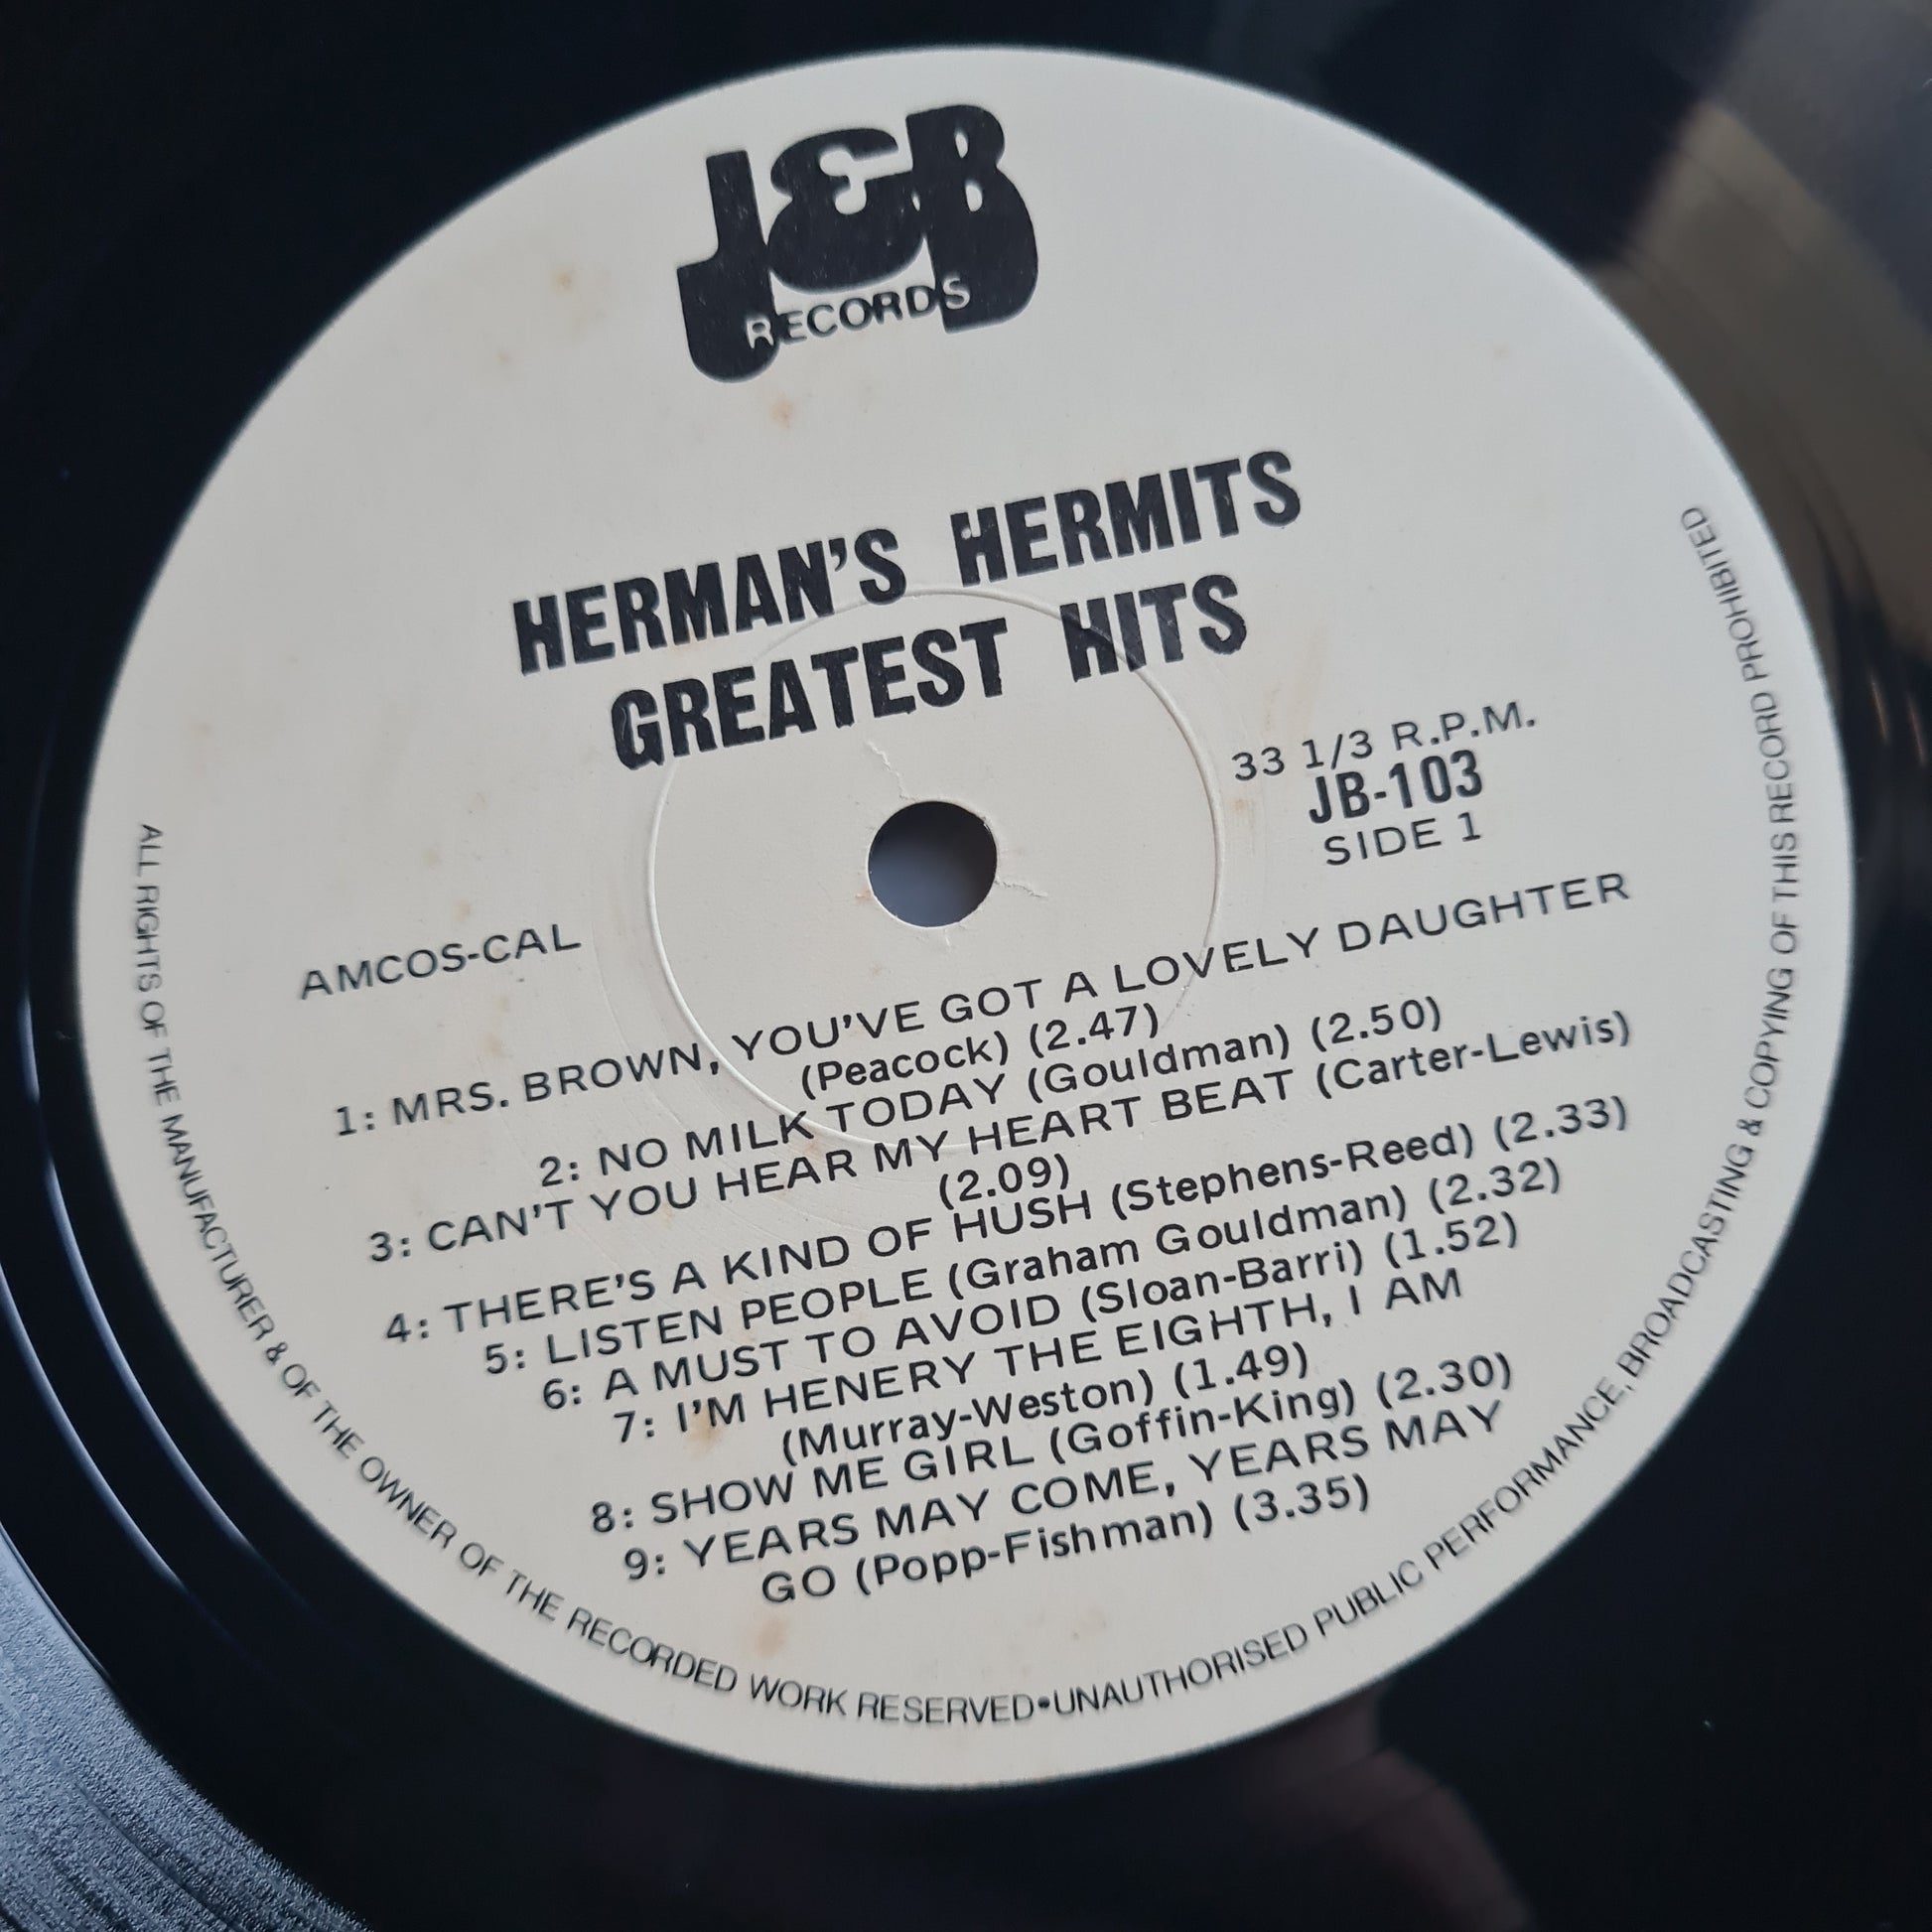 J&B
RECORDS
HERMAN'S HERMITS
GREATEST HITS
33 1/3 R.P.M.
JB-103
SIDE 1
AMCOS-CAL
1: MRS. BROWN, YOU'VE GOT A LOVELY DAUGHTER
(Peacock) (2.47)
2: NO MILK TODAY (Gouldman) (2.50)
3: CAN'T YOU HEAR MY HEART BEAT (Carter-Lewis)
(2.09)
4: THERE'S A KIND OF HUSH (Stephens-Reed) (2.33)
5: LISTEN PEOPLE (Graham Gouldman) (2.32)
6: A MUST TO AVOID (Sloan-Barri) (1.52)
7: I'M HENERY THE EIGHTH, I AM
(Murray-Weston) (1.49)
8: SHOW ME GIRL (Goffin-King) (2.30)
9: YEARS MAY COME, YEARS MAY
GO (Popp-Fishman) (3.35)
ALL RIGHTS OF THE MANUFACTURER & OF THE OWNER OF THE RECORDED WORK RESERVED•UNAUTHORISED PUBLIC PERFORMANCE, BROADCASTING & COPYING OF THIS RECORD PROHIBITED